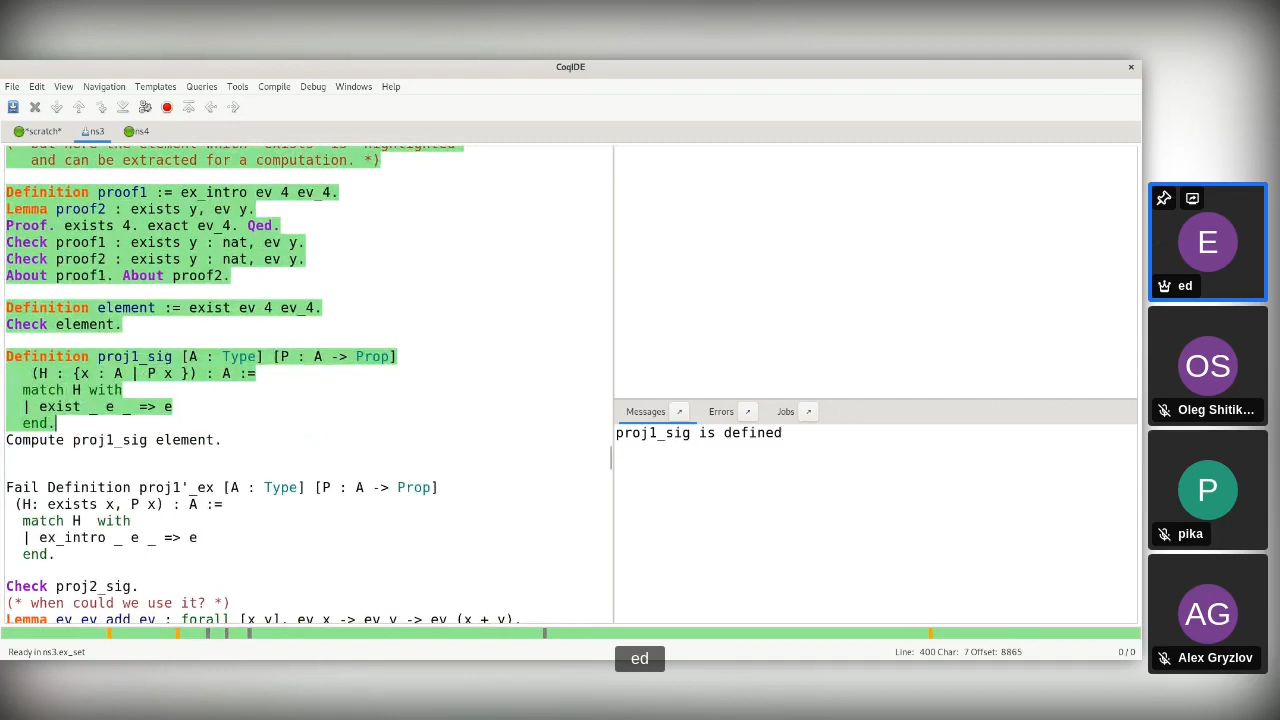 CoqIDE
×
File Edit View Navigation Templates Queries Tools Compile Debug Windows Help
*scratch* ns3 ns4
and can be extracted for a computation. *)
Definition proof1 := ex_intro ev 4 ev_4.
Lemma proof2 : exists y, ev y.
Proof. exists 4. exact ev_4. Qed.
Check proof1 : exists y : nat, ev y.
Check proof2 : exists y : nat, ev y.
About proof1. About proof2.
Definition element := exist ev 4 ev_4.
Check element.
Definition proj1_sig [A : Type] [P : A -> Prop]
(H : {x : A | P x }) : A :=
match H with
| exist _ e _ => e
end.
Compute proj1_sig element.
Fail Definition proj1'_ex [A : Type] [P : A -> Prop]
(H: exists x, P x) : A :=
match H  with
| ex_intro _ e _ => e
end.
Check proj2_sig.
(* when could we use it? *)
Lemma ev_ev_add_ev : forall [x y], ev x -> ev y -> ev (x + y).
Messages Errors Jobs
proj1_sig is defined
Ready in ns3.ex_set
Line: 400 Char: 7 Offset: 8865
0/0
ed
E
ed
OS
Oleg Shitik...
P
pika
AG
Alex Gryzlov